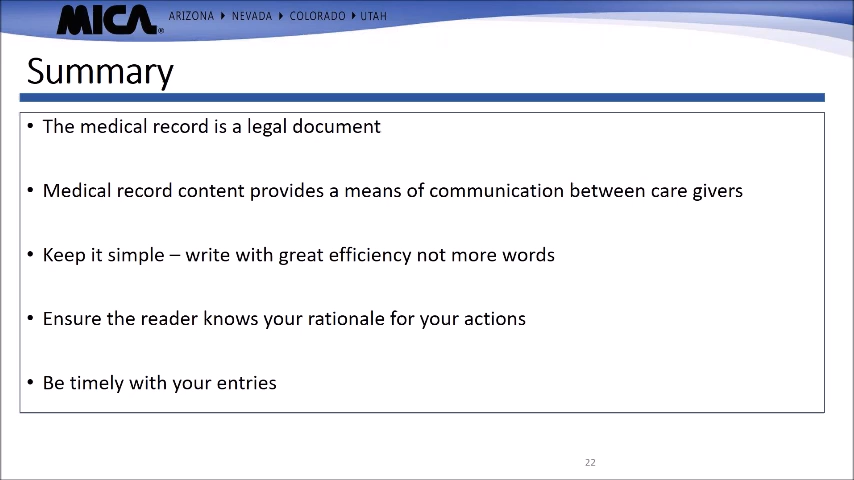 MICA® ARIZONA ▶ NEVADA ▶ COLORADO ▶ UTAH
Summary
• The medical record is a legal document
• Medical record content provides a means of communication between care givers
• Keep it simple – write with great efficiency not more words
• Ensure the reader knows your rationale for your actions
• Be timely with your entries
22